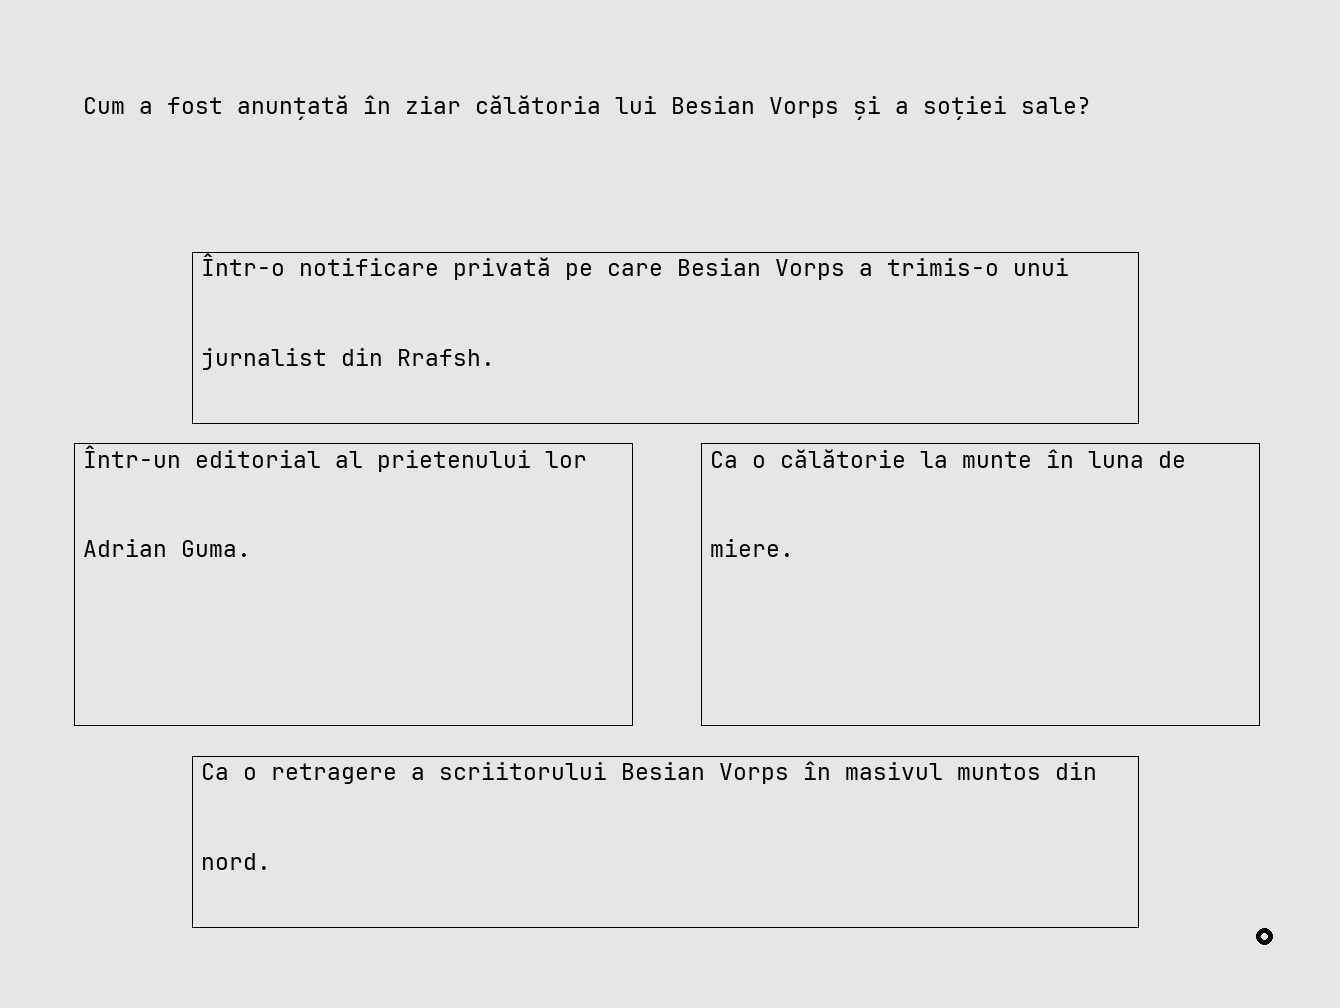 Cum a fost anunțată în ziar călătoria lui Besian Vorps și a soției sale?
Într-o notificare privată pe care Besian Vorps a trimis-o unui
jurnalist din Rrafsh.
Într-un editorial al prietenului lor
Adrian Guma.
Ca o călătorie la munte în luna de
miere.
Ca o retragere a scriitorului Besian Vorps în masivul muntos din
nord.